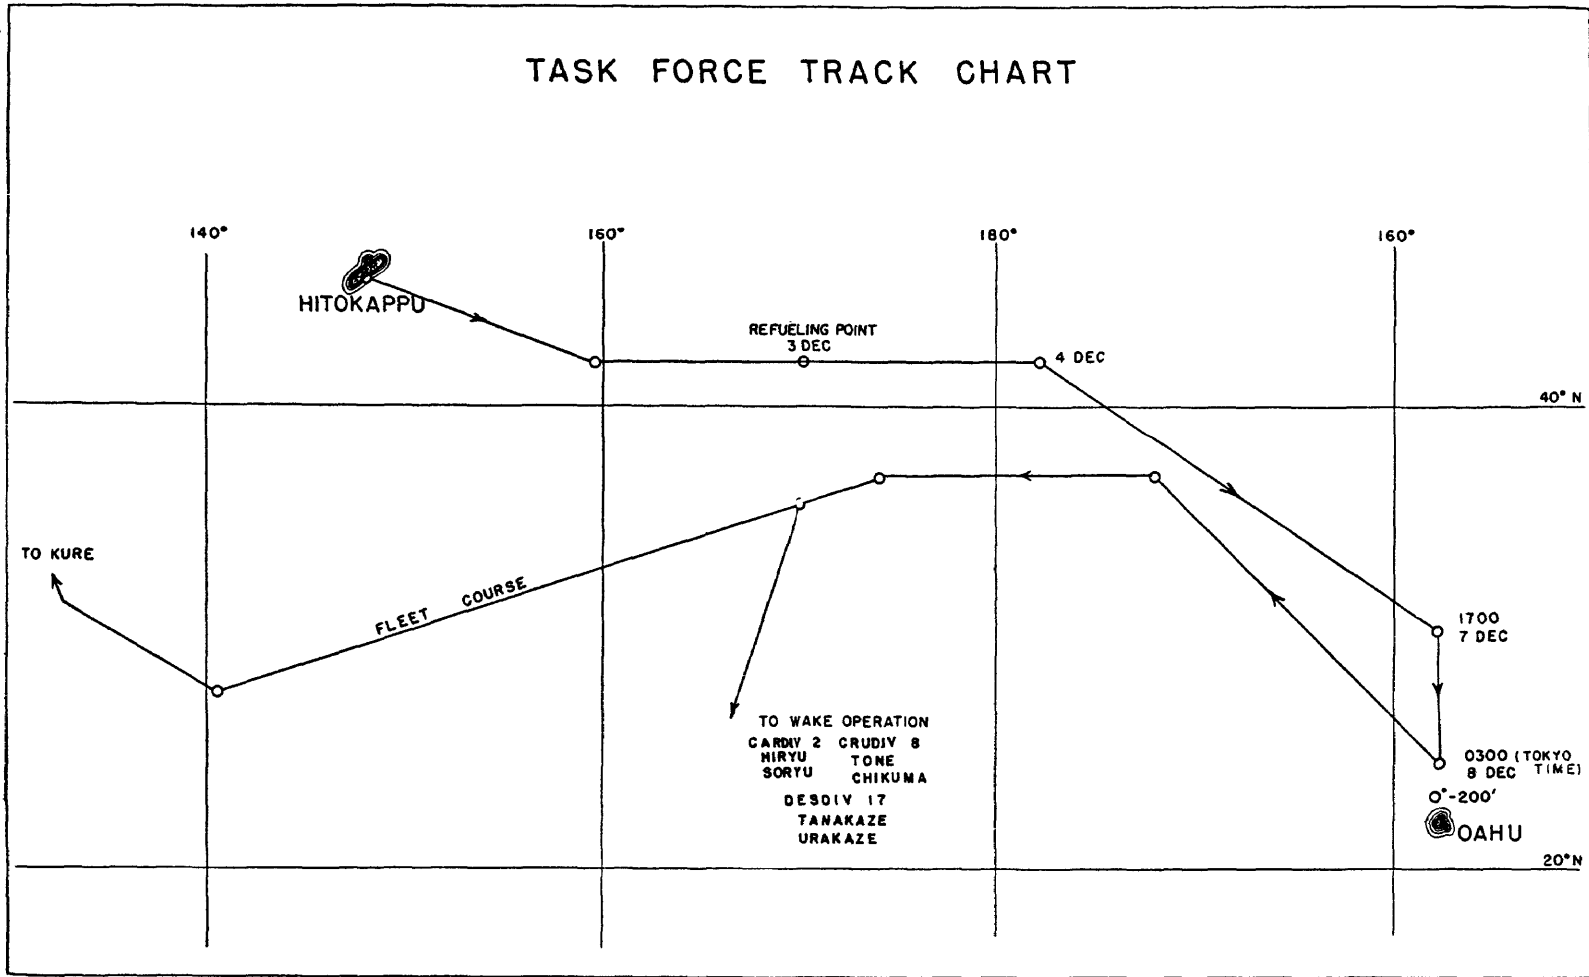 TASK FORCE TRACK CHART
140°
160°
180°
160°
HITOKAPPU
REFUELING POINT
3 DEC
4 DEC
40° N
TO KURE
FLEET COURSE
1700
7 DEC
TO WAKE OPERATION
CARDIV 2 CRUDIV 8
HIRYU TONE
SORYU CHIKUMA
DESDIV 17
TANAKAZE
URAKAZE
0300 (TOKYO
8 DEC TIME)
0°-200'
OAHU
20° N